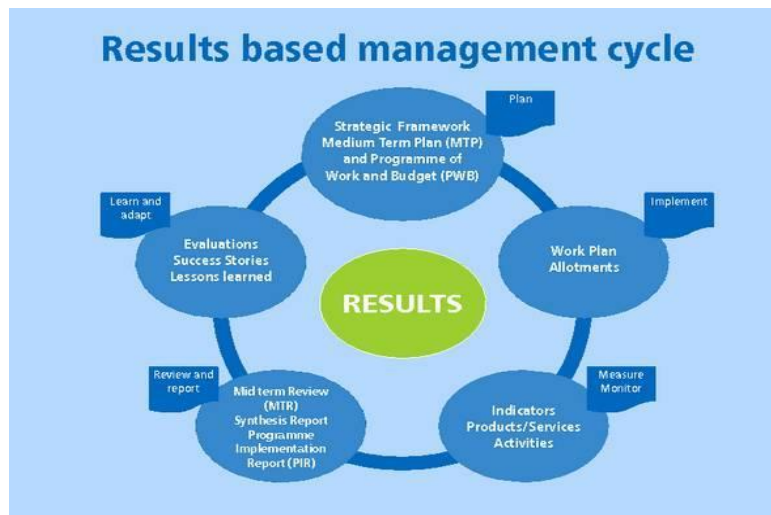 Results based management cycle
Plan
Strategic Framework
Medium Term Plan (MTP)
and Programme of
Work and Budget (PWB)
Implement
Work Plan
Allotments
Measure
Monitor
Indicators
Products/Services
Activities
Review and
report
Mid term Review
(MTR)
Synthesis Report
Programme
Implementation
Report (PIR)
Learn and
adapt
Evaluations
Success Stories
Lessons learned
RESULTS